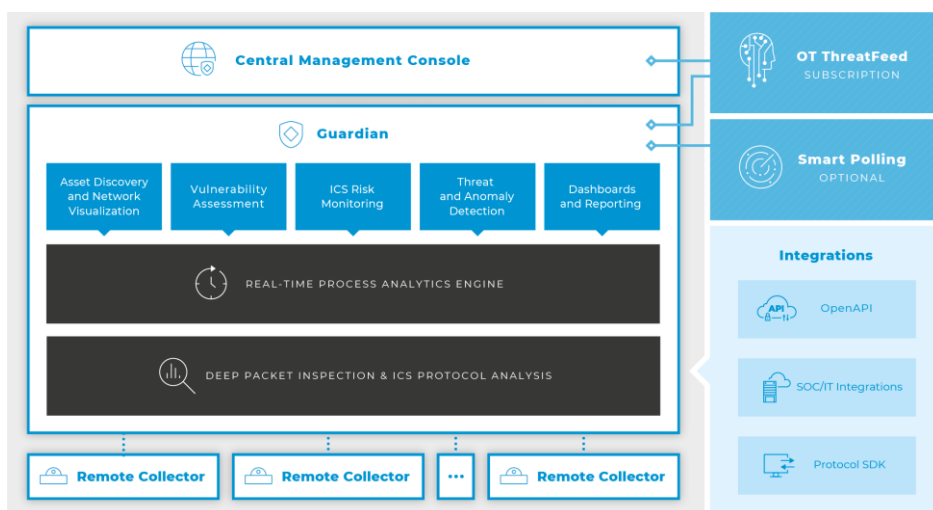 Central Management Console
OT ThreatFeed
SUBSCRIPTION
Guardian
Asset Discovery
and Network
Visualization
Vulnerability
Assessment
ICS Risk
Monitoring
Threat
and Anomaly
Detection
Dashboards
and Reporting
Smart Polling
OPTIONAL
REAL-TIME PROCESS ANALYTICS ENGINE
DEEP PACKET INSPECTION & ICS PROTOCOL ANALYSIS
Integrations
API
OpenAPI
SOC/IT Integrations
Protocol SDK
Remote Collector
Remote Collector
...
Remote Collector